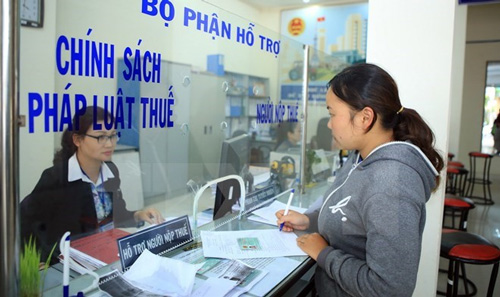 BỘ PHẬN HỖ TRỢ
CHÍNH SÁCH
PHÁP LUẬT THUẾ
NGƯỜI NỘP THUẾ
HỖ TRỢ
NGƯỜI NỘP THUẾ